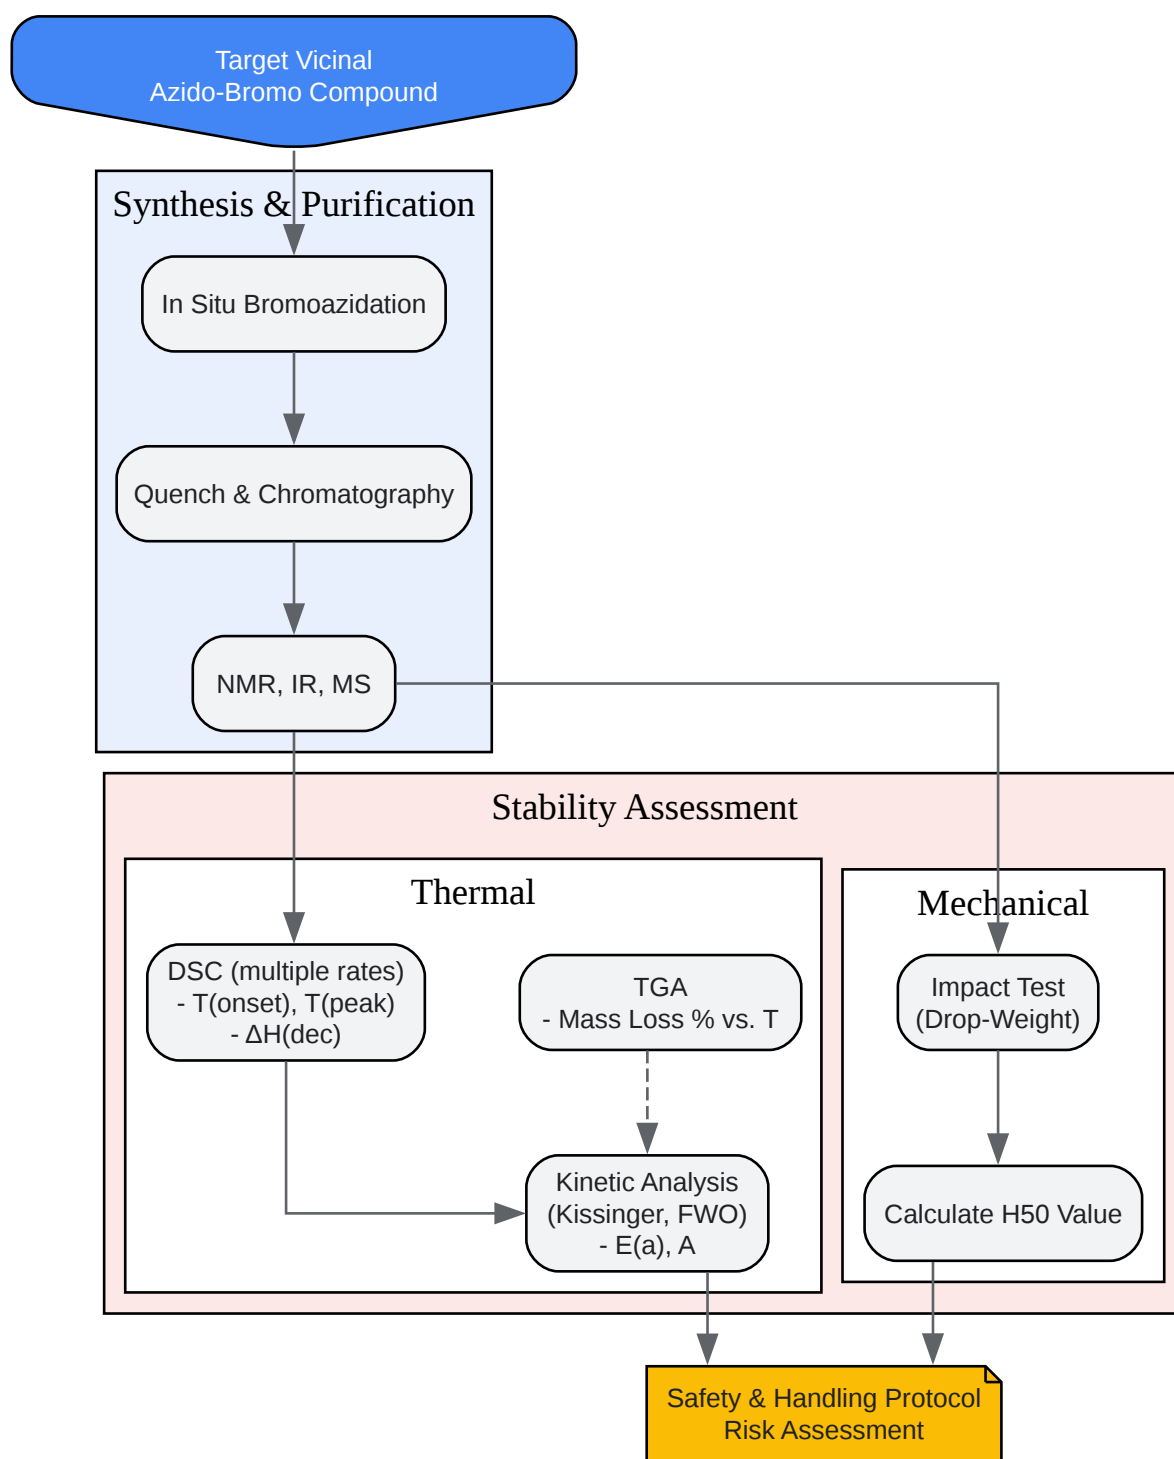 Target Vicinal
Azido-Bromo Compound
Synthesis & Purification
In Situ Bromoazidation
Quench & Chromatography
NMR, IR, MS
Stability Assessment
Thermal
DSC (multiple rates)
- T(onset), T(peak)
- ΔH(dec)
TGA
- Mass Loss % vs. T
Kinetic Analysis
(Kissinger, FWO)
- E(a), A
Mechanical
Impact Test
(Drop-Weight)
Calculate H50 Value
Safety & Handling Protocol
Risk Assessment